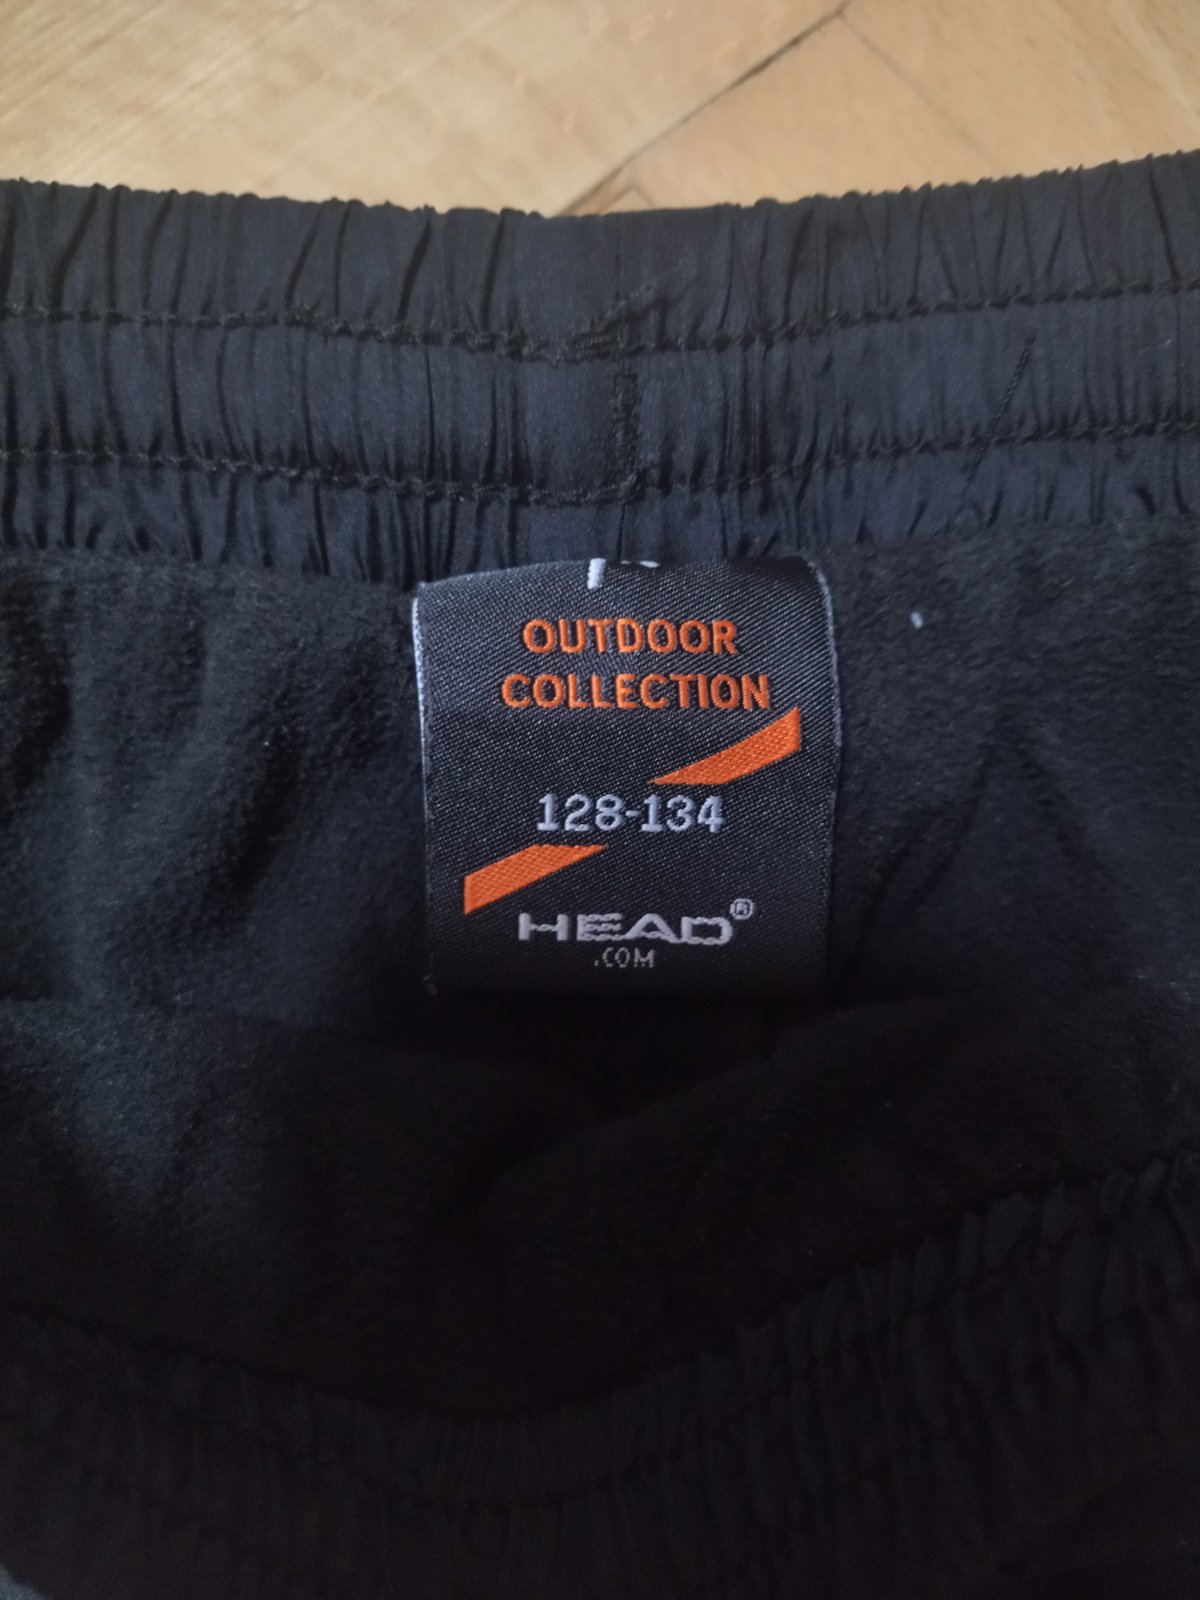 OUTDOOR
COLLECTION
128-134
HEAD®
.COM